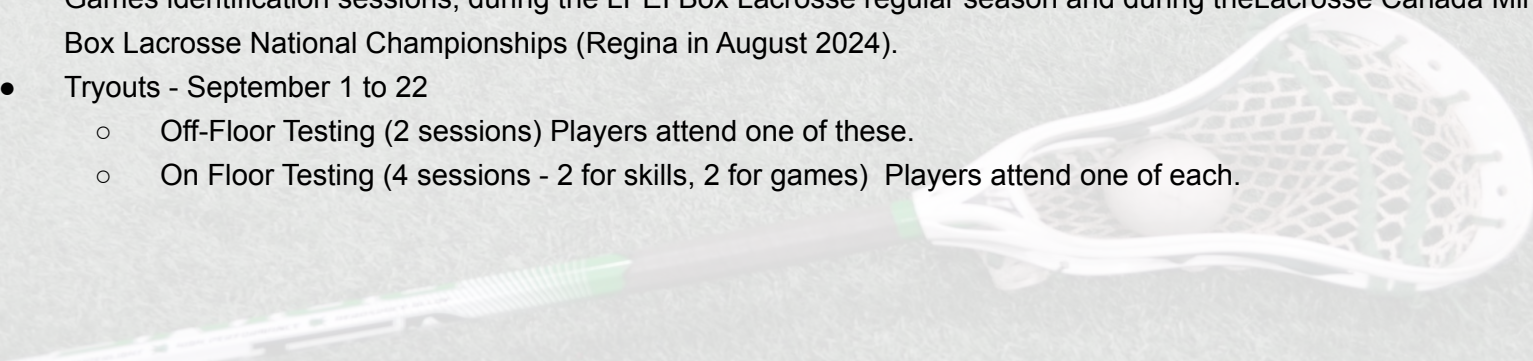 Games identification sessions, during the LPEI Box Lacrosse regular season and during theLacrosse Canada
Box Lacrosse National Championships (Regina in August 2024).
● Tryouts - September 1 to 22
○ Off-Floor Testing (2 sessions) Players attend one of these.
○ On Floor Testing (4 sessions - 2 for skills, 2 for games) Players attend one of each.